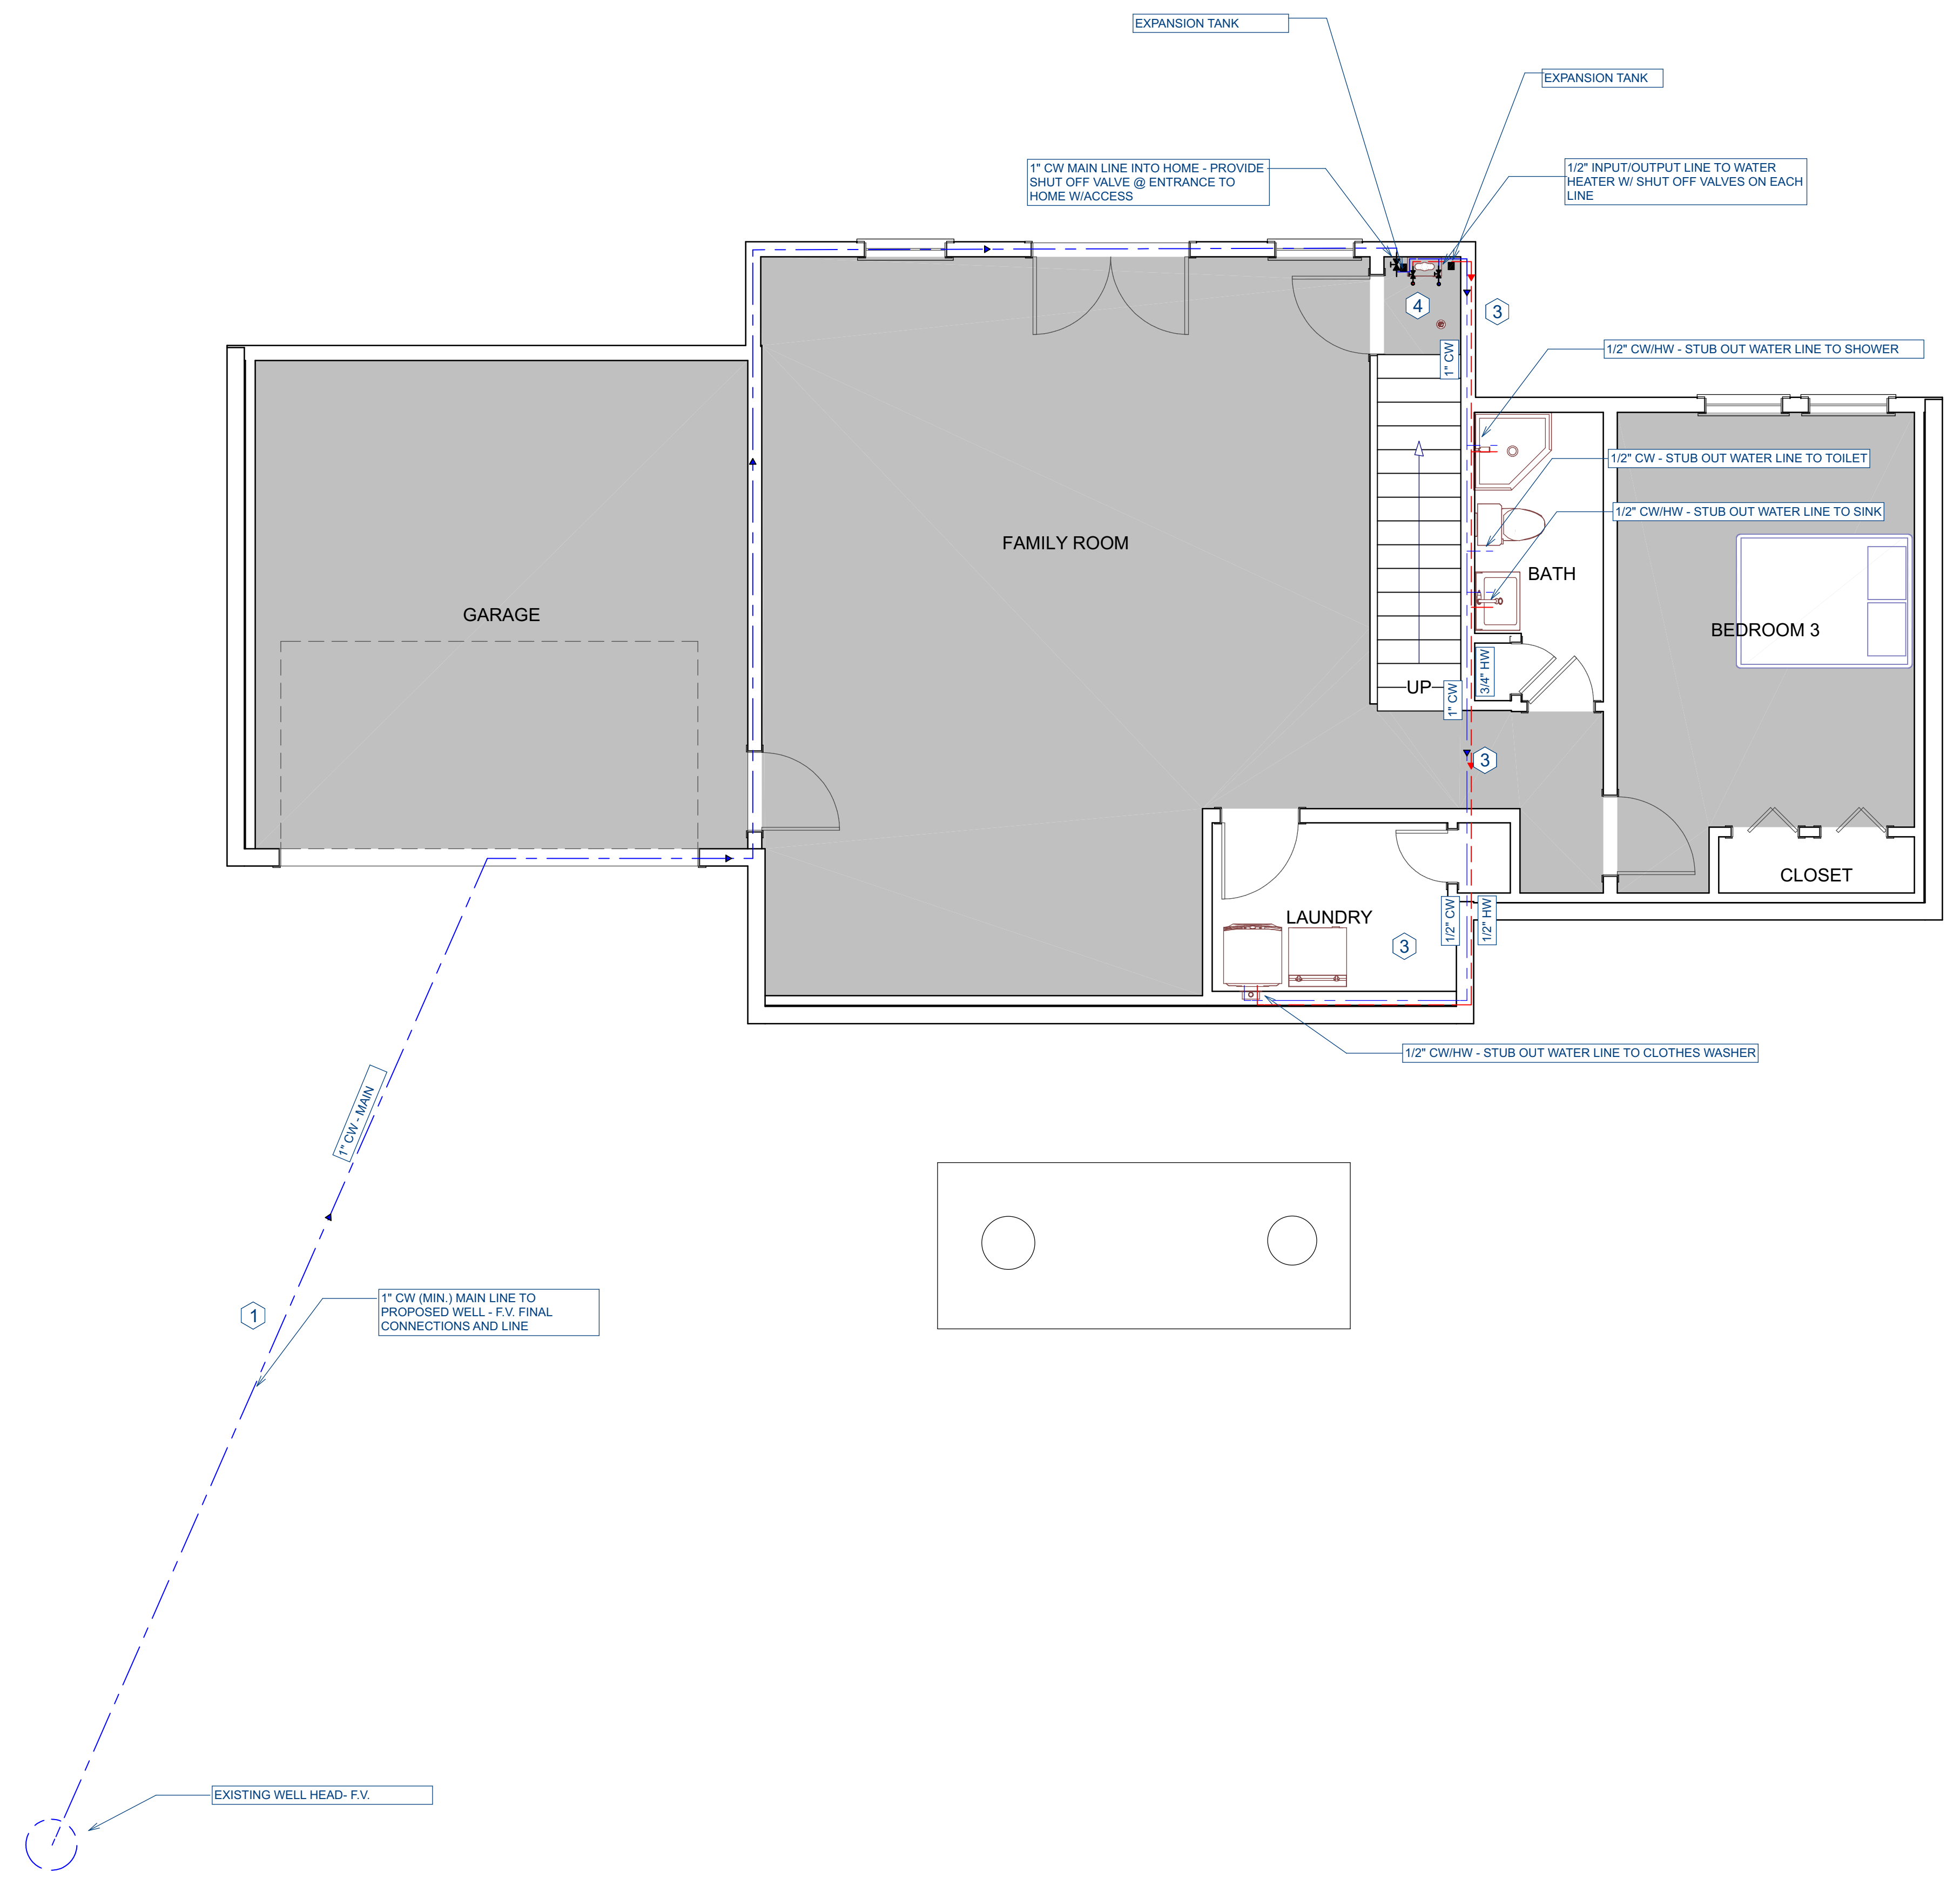 EXPANSION TANK
EXPANSION TANK
1" CW MAIN LINE INTO HOME - PROVIDE
SHUT OFF VALVE @ ENTRANCE TO
HOME W/ACCESS
1/2" INPUT/OUTPUT LINE TO WATER
HEATER W/ SHUT OFF VALVES ON EACH
LINE
4
3
1" CW
1/2" CW/HW - STUB OUT WATER LINE TO SHOWER
1/2" CW - STUB OUT WATER LINE TO TOILET
1/2" CW/HW - STUB OUT WATER LINE TO SINK
FAMILY ROOM
BATH
GARAGE
BEDROOM 3
3/4" HW
UP
1" CW
3
CLOSET
LAUNDRY
1/2" CW
1/2" HW
3
1/2" CW/HW - STUB OUT WATER LINE TO CLOTHES WASHER
1" CW - MAIN
1
1" CW (MIN.) MAIN LINE TO
PROPOSED WELL - F.V. FINAL
CONNECTIONS AND LINE
EXISTING WELL HEAD- F.V.